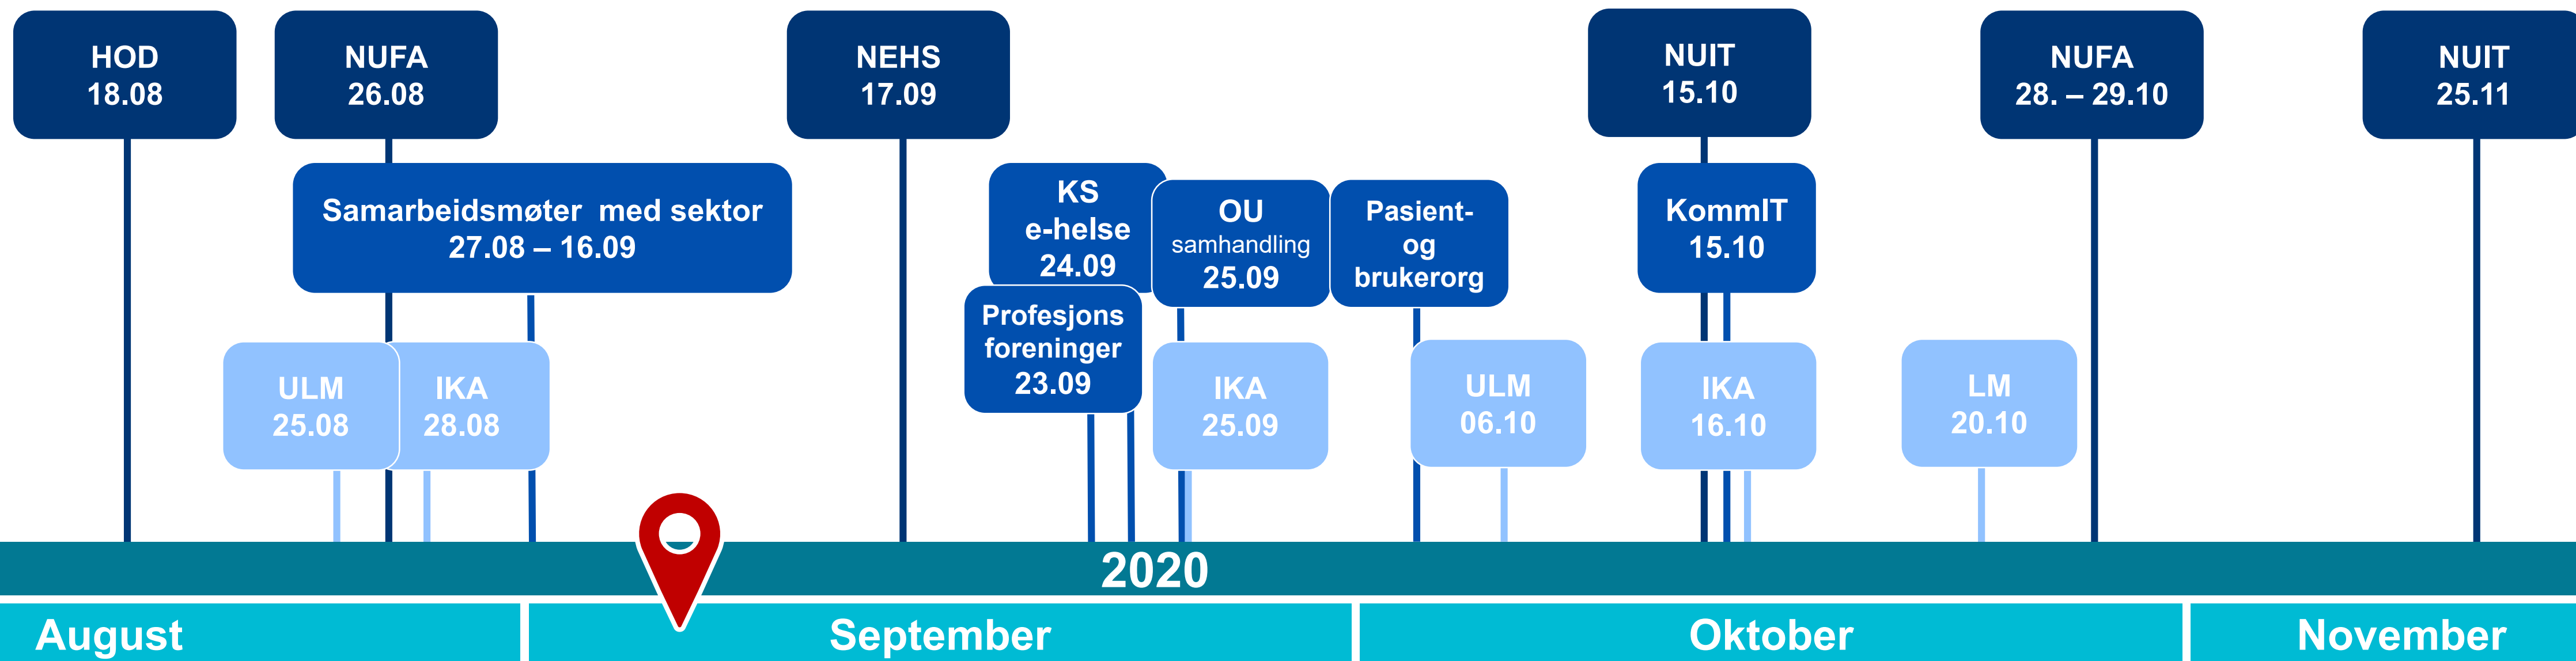 HOD
18.08
NUFA
26.08
NEHS
17.09
NUIT
15.10
NUFA
28. – 29.10
NUIT
25.11
Samarbeidsmøter  med sektor
27.08 – 16.09
KS
e-helse
24.09
OU
samhandling
25.09
Pasient-
og
brukerorg
KommIT
15.10
Profesjons
foreninger
23.09
ULM
25.08
IKA
28.08
IKA
25.09
ULM
06.10
IKA
16.10
LM
20.10
2020
August
September
Oktober
November